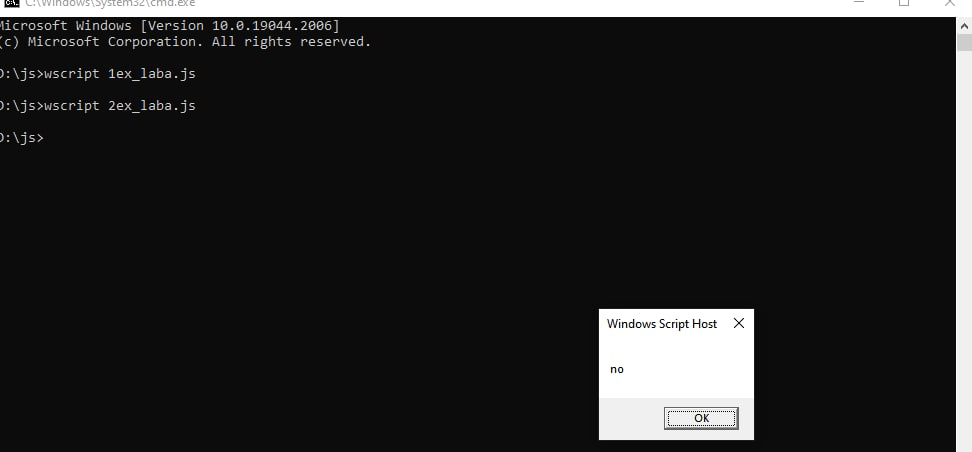 C:\Windows\System32\cmd.exe
Microsoft Windows [Version 10.0.19044.2006]
(c) Microsoft Corporation. All rights reserved.
D:\js>wscript 1ex_laba.js
D:\js>wscript 2ex_laba.js
D:\js>
Windows Script Host
no
OK